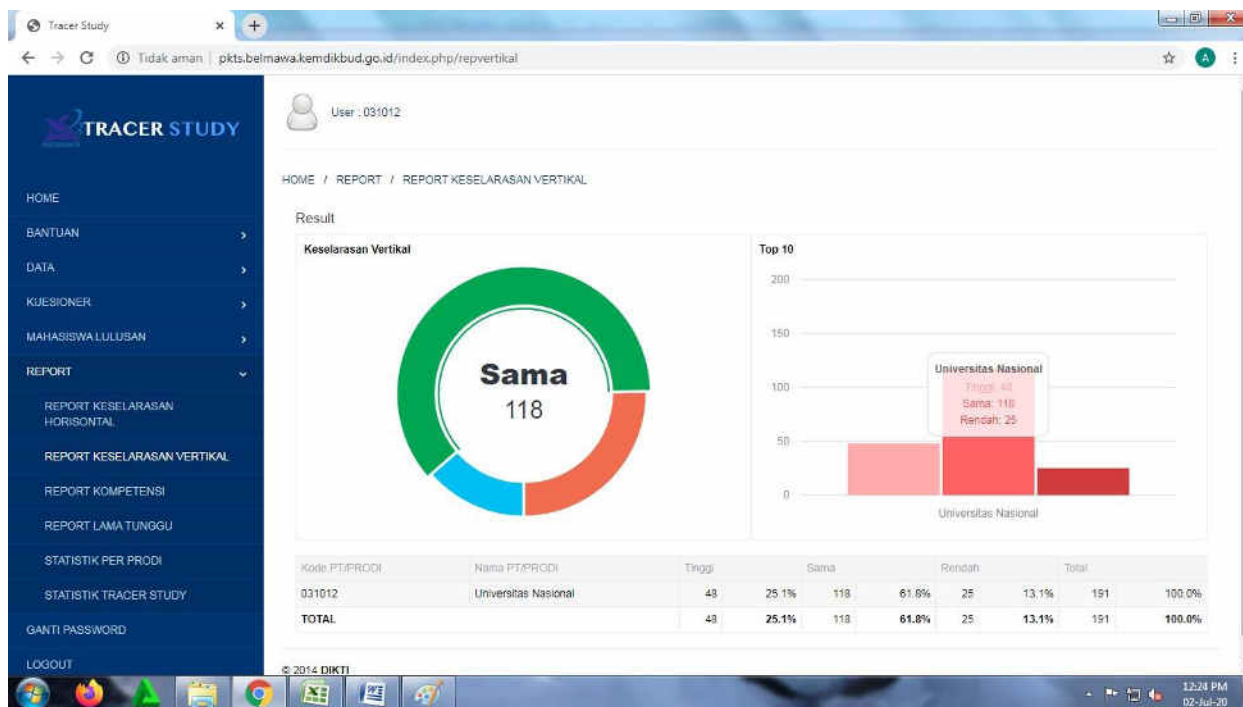 Tracer Study
Tidak aman | pkts.belmawa.kemdikbud.go.id/index.php/repvertikal
A
TRACER STUDY
User : 031012
HOME / REPORT / REPORT KESELARASAN VERTIKAL
HOME
BANTUAN
DATA
KUESIONER
MAHASISWA LULUSAN
REPORT
REPORT KESELARASAN
HORISONTAL
REPORT KESELARASAN VERTIKAL
REPORT KOMPETENSI
REPORT LAMA TUNGGU
STATISTIK PER PRODI
STATISTIK TRACER STUDY
GANTI PASSWORD
LOGOUT
Result
Keselarasan Vertikal
Sama
118
Top 10
200
150
100
50
0
Universitas Nasional
Tinggi: 48
Sama: 118
Rendah: 25
Universitas Nasional
Kode PT/PRODI Nama PT/PRODI Tinggi Sama Rendah Total
031012 Universitas Nasional 48 25.1% 118 61.8% 25 13.1% 191 100.0%
TOTAL 48 25.1% 118 61.8% 25 13.1% 191 100.0%
© 2014 DIKTI
12:24 PM
02-Jul-20